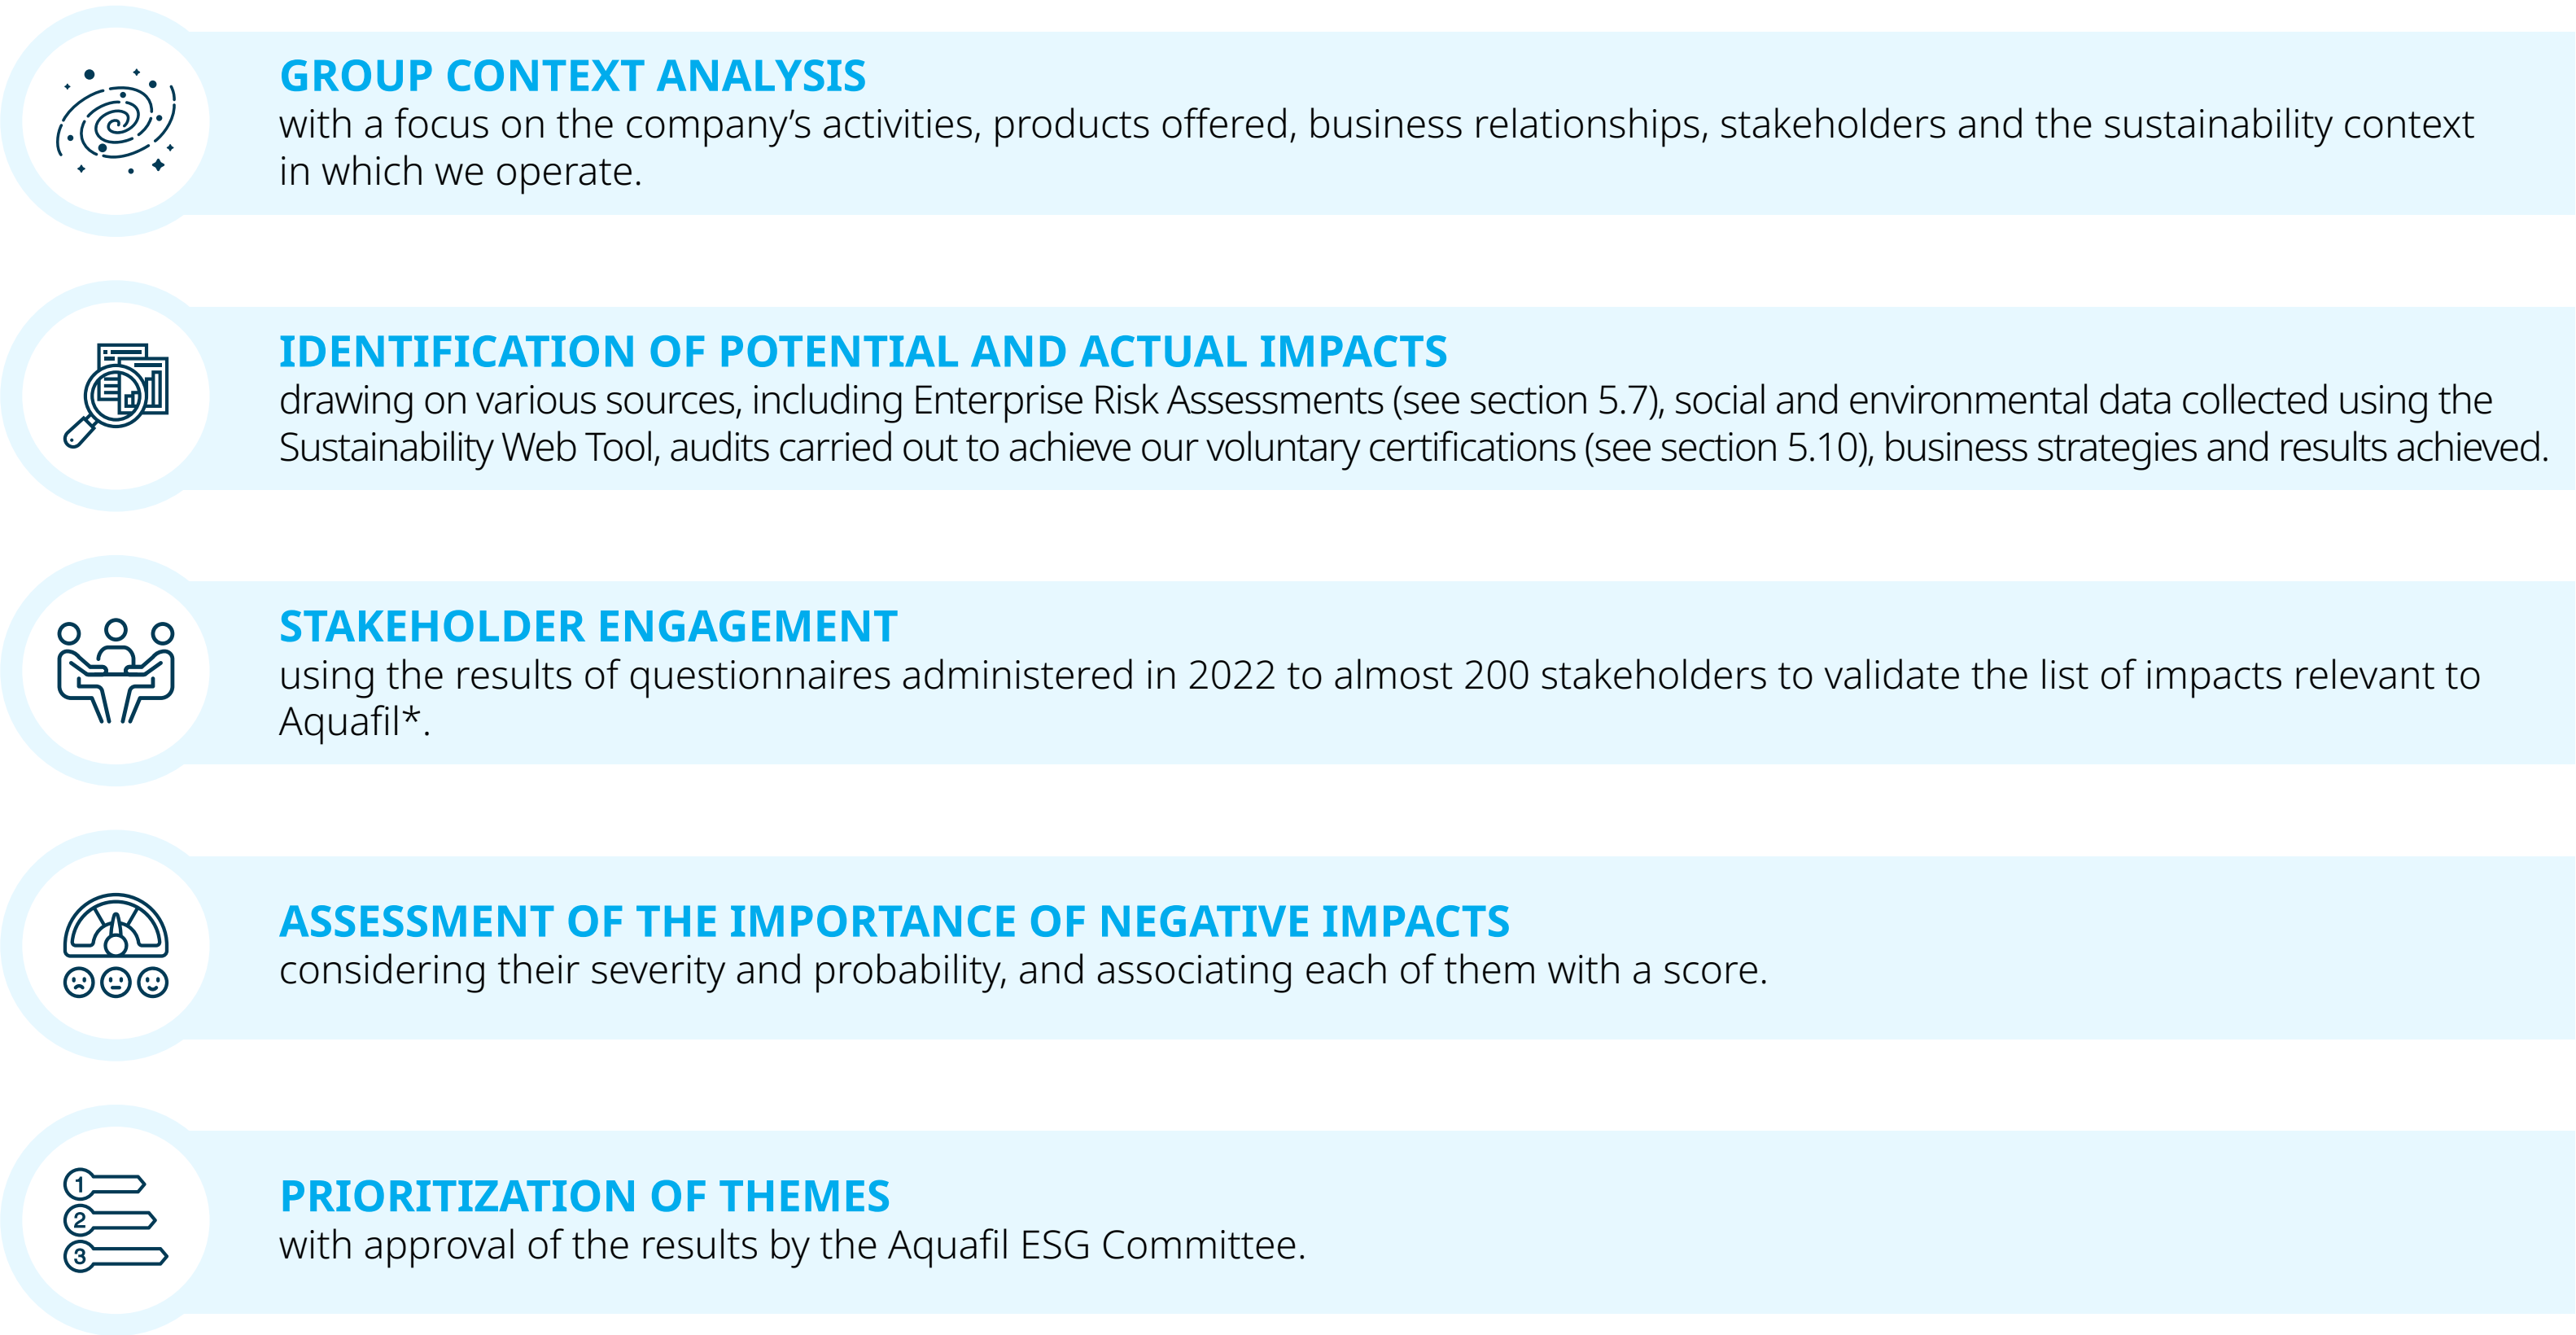 GROUP CONTEXT ANALYSIS
with a focus on the company’s activities, products offered, business relationships, stakeholders and the sustainability context
in which we operate.
IDENTIFICATION OF POTENTIAL AND ACTUAL IMPACTS
drawing on various sources, including Enterprise Risk Assessments (see section 5.7), social and environmental data collected using the
Sustainability Web Tool, audits carried out to achieve our voluntary certifications (see section 5.10), business strategies and results achieved.
STAKEHOLDER ENGAGEMENT
using the results of questionnaires administered in 2022 to almost 200 stakeholders to validate the list of impacts relevant to
Aquafil*.
ASSESSMENT OF THE IMPORTANCE OF NEGATIVE IMPACTS
considering their severity and probability, and associating each of them with a score.
1
2
3
PRIORITIZATION OF THEMES
with approval of the results by the Aquafil ESG Committee.